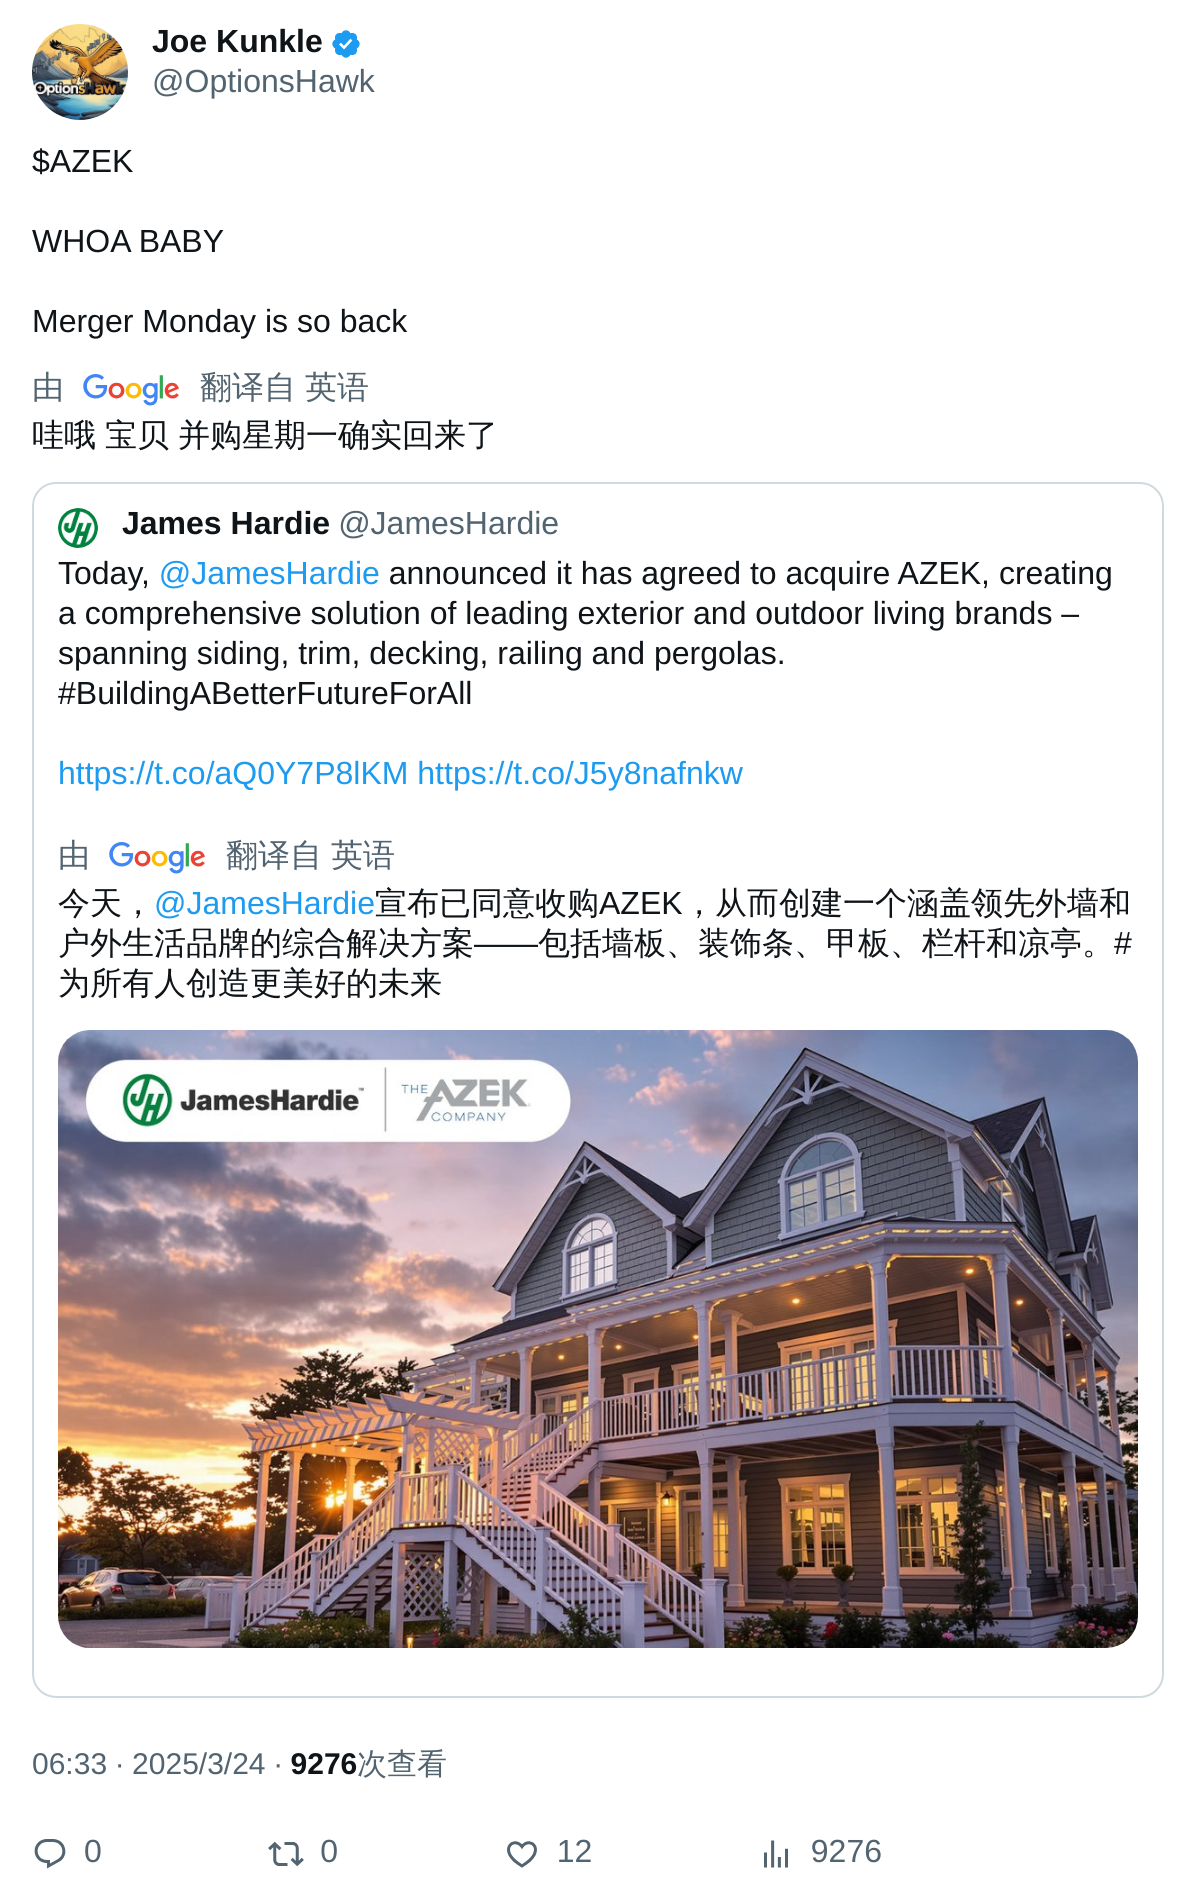 OptionsHawk
Joe Kunkle
@OptionsHawk
$AZEK
WHOA BABY
Merger Monday is so back
由 Google 翻译自 英语
哇哦 宝贝 并购星期一确实回来了
James Hardie @JamesHardie
Today, @JamesHardie announced it has agreed to acquire AZEK, creating
a comprehensive solution of leading exterior and outdoor living brands –
spanning siding, trim, decking, railing and pergolas.
#BuildingABetterFutureForAll
https://t.co/aQ0Y7P8lKM https://t.co/J5y8nafnkw
由 Google 翻译自 英语
今天，@JamesHardie宣布已同意收购AZEK，从而创建一个涵盖领先外墙和
户外生活品牌的综合解决方案——包括墙板、装饰条、甲板、栏杆和凉亭。#
为所有人创造更美好的未来
JH JamesHardie™ THE AZEK COMPANY
06:33 · 2025/3/24 · 9276次查看
0 0 12 9276